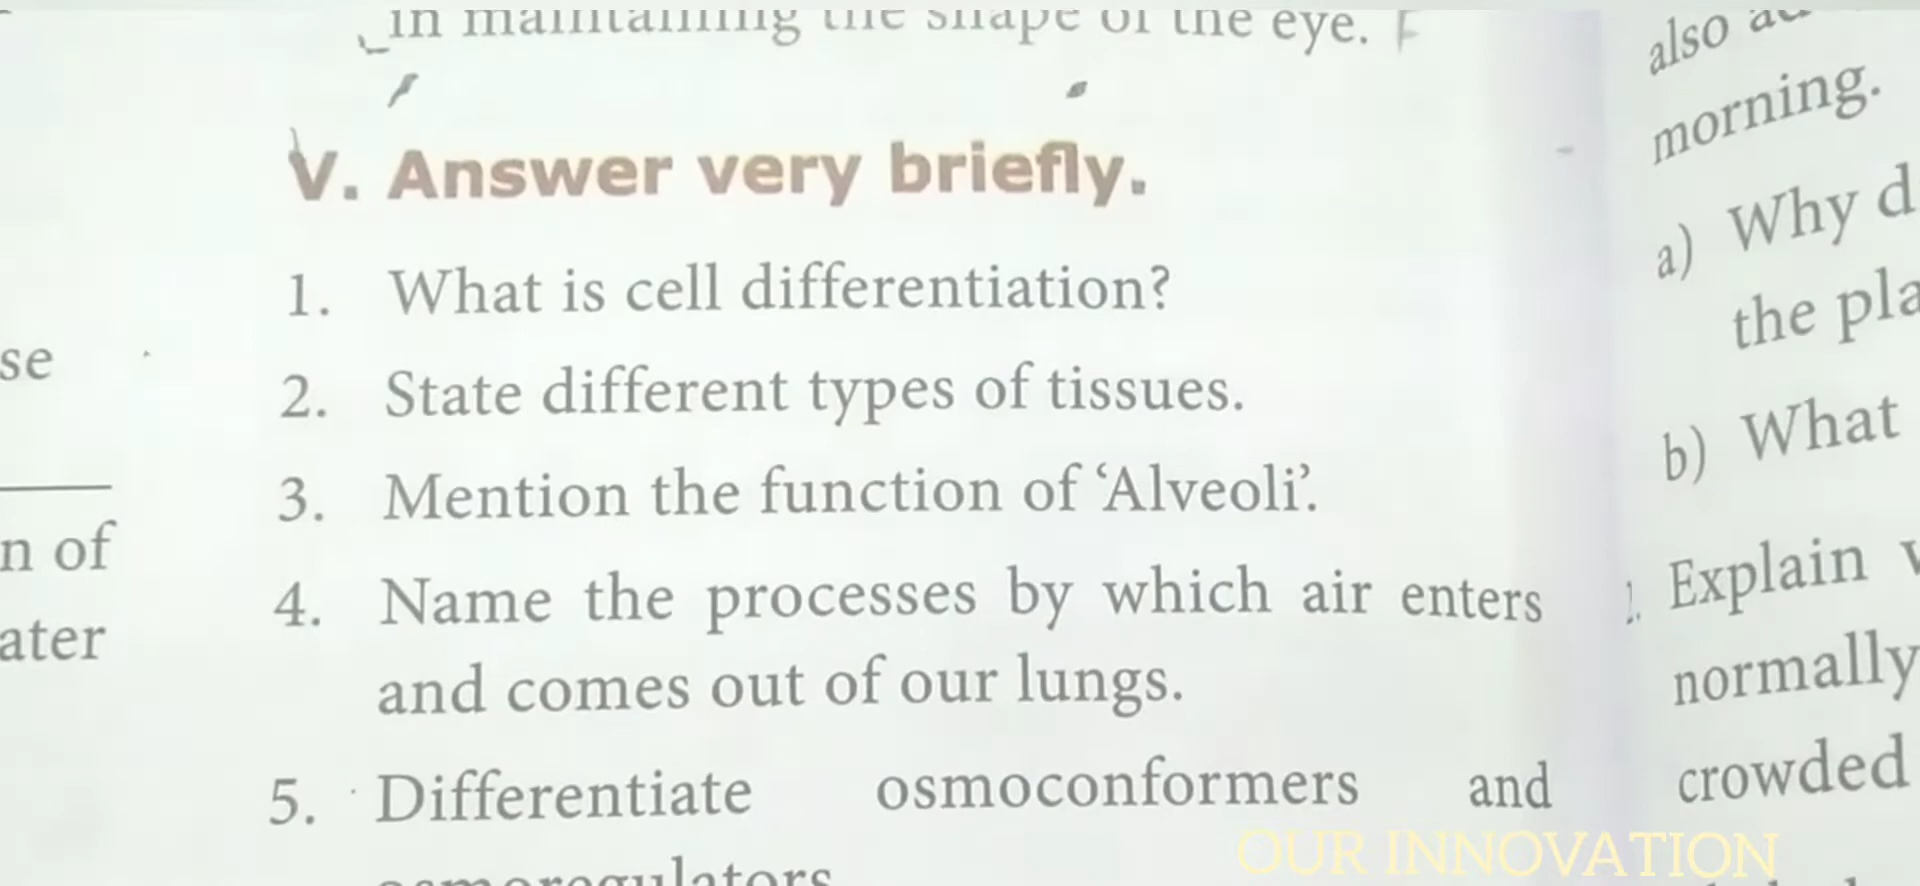 in maintaining the shape of the eye.
V. Answer very briefly.
1. What is cell differentiation?
2. State different types of tissues.
3. Mention the function of ‘Alveoli’.
4. Name the processes by which air enters
and comes out of our lungs.
5. Differentiate osmoconformers and
osmoregulators
se
n of
ater
also
morning.
a) Why d
the pla
b) What
Explain
normally
crowded
OUR INNOVATION